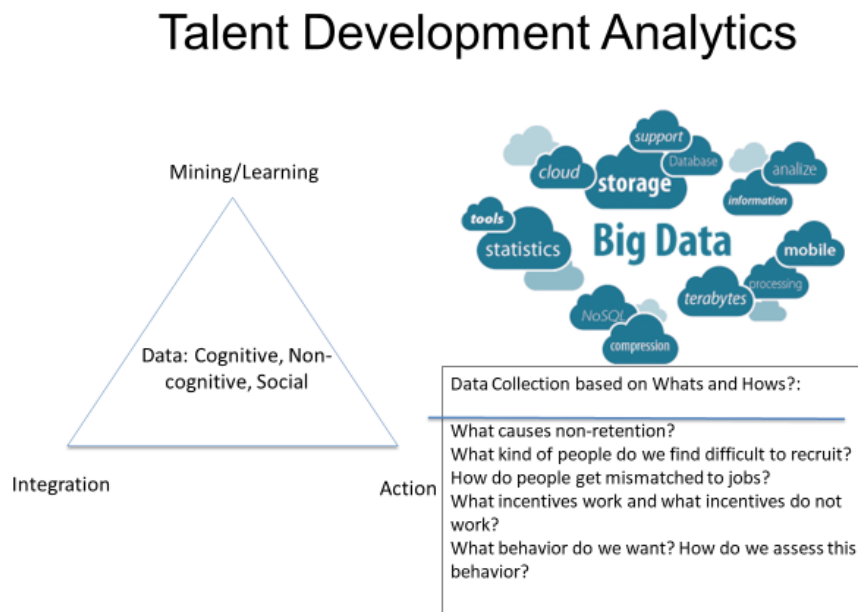 Talent Development Analytics
Mining/Learning
Data: Cognitive, Non-
cognitive, Social
Integration
Action
support
Database
cloud
storage
analize
information
tools
statistics
Big Data
mobile
processing
terabytes
NoSQL
compression
Data Collection based on Whats and Hows?:
What causes non-retention?
What kind of people do we find difficult to recruit?
How do people get mismatched to jobs?
What incentives work and what incentives do not
work?
What behavior do we want? How do we assess this
behavior?